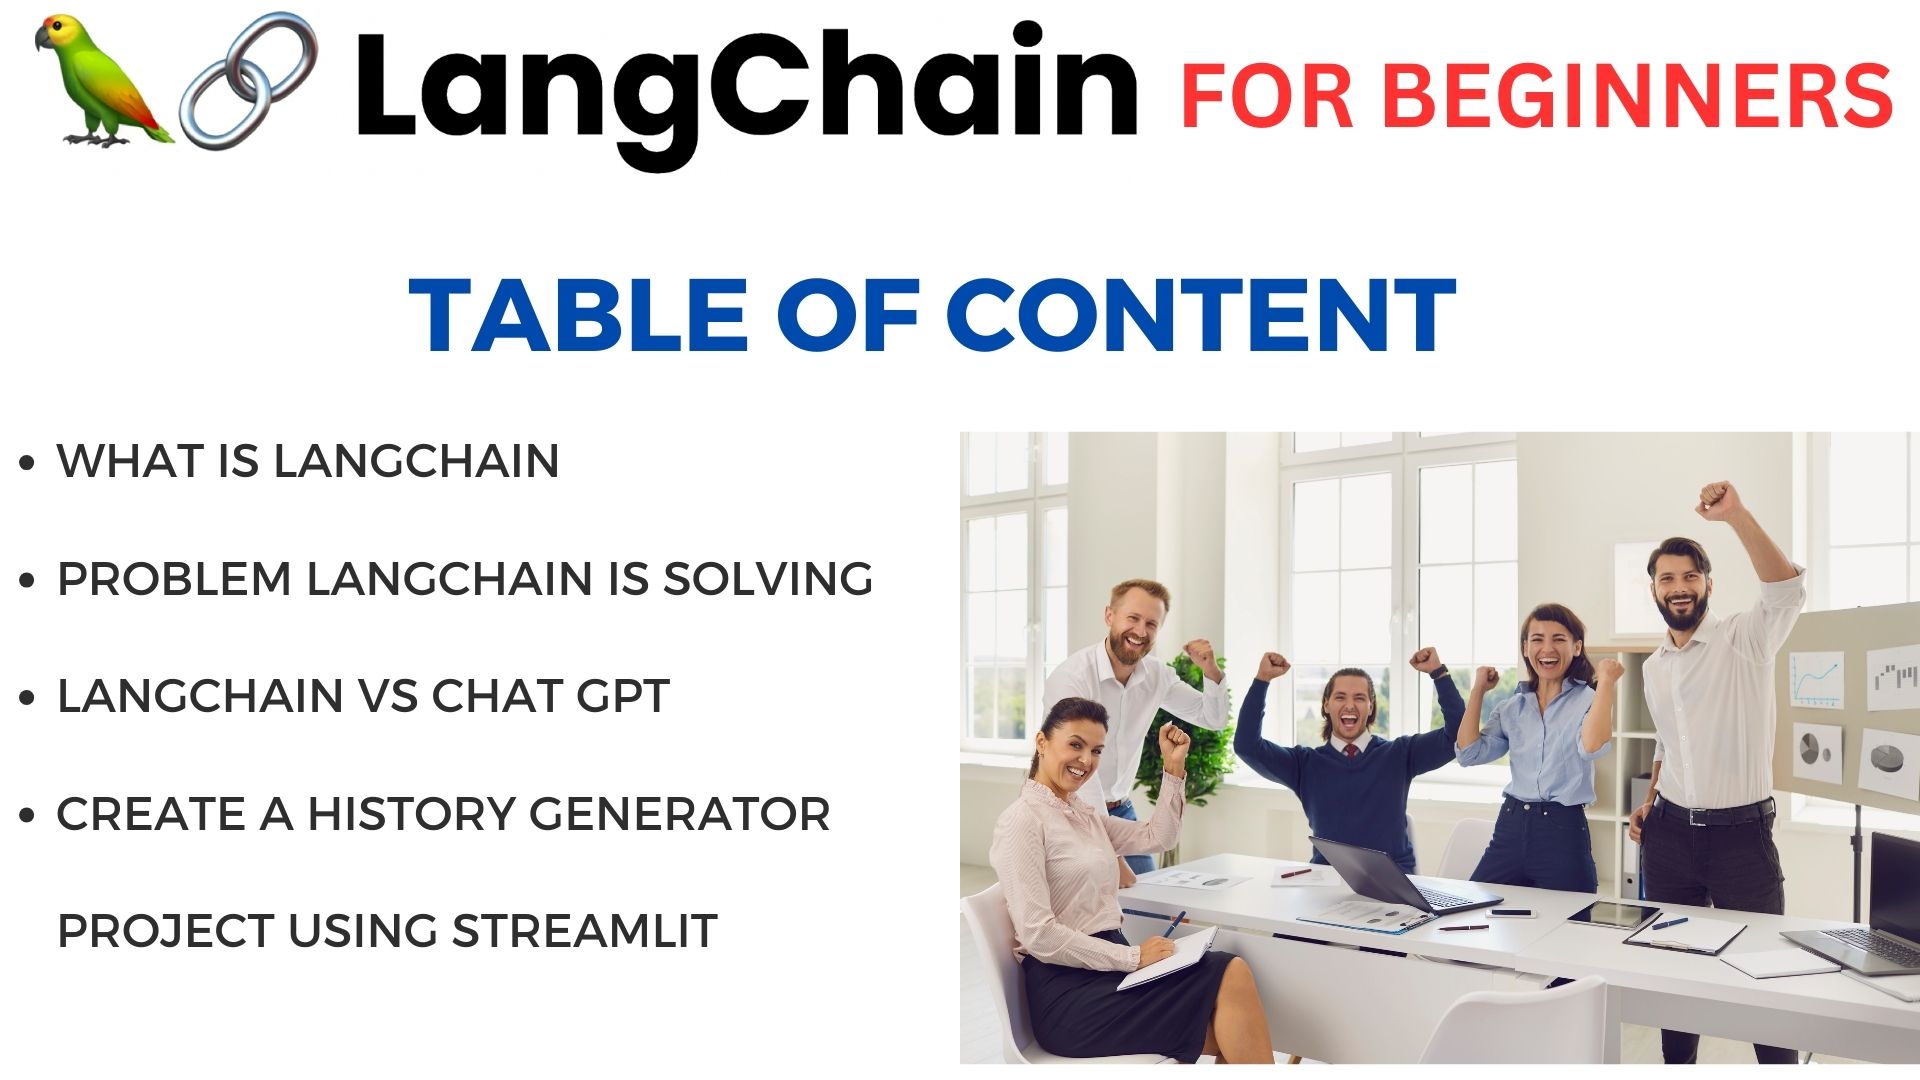 LangChain FOR BEGINNERS
TABLE OF CONTENT
• WHAT IS LANGCHAIN
• PROBLEM LANGCHAIN IS SOLVING
• LANGCHAIN VS CHAT GPT
• CREATE A HISTORY GENERATOR
PROJECT USING STREAMLIT